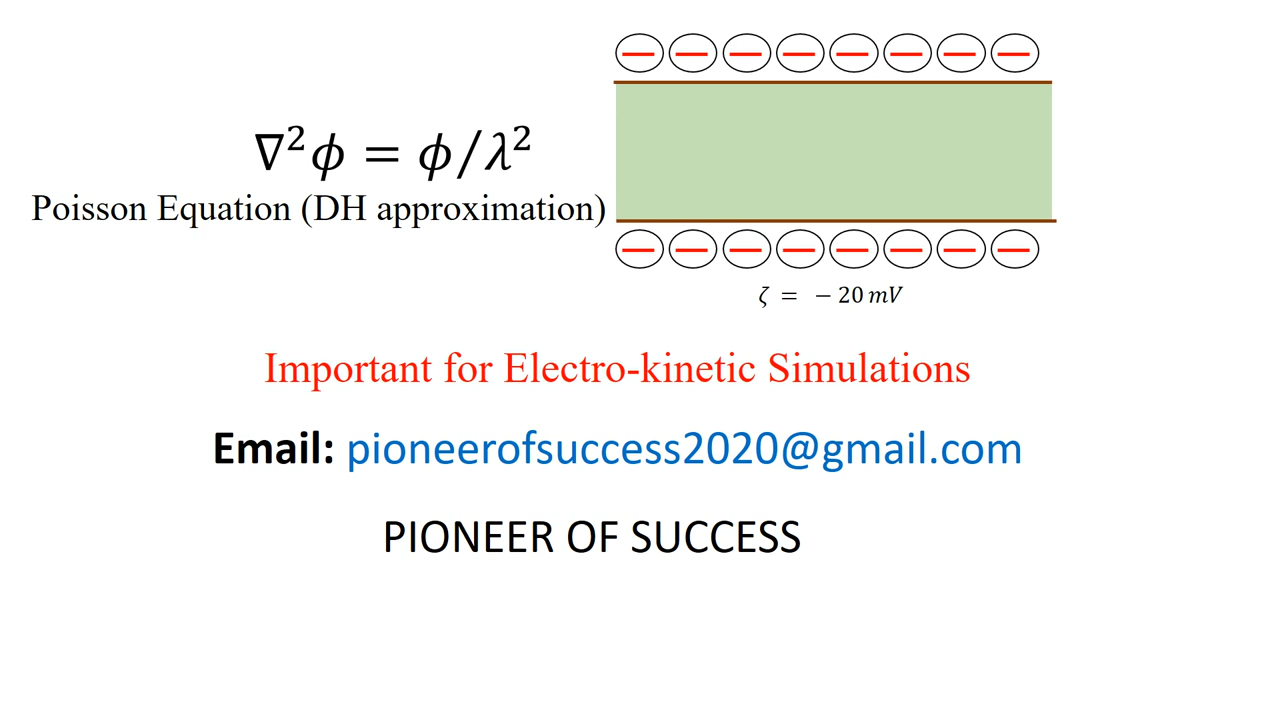 ∇²ϕ = ϕ/λ²
Poisson Equation (DH approximation)
ζ = − 20 mV
Important for Electro-kinetic Simulations
Email: pioneerofsuccess2020@gmail.com
PIONEER OF SUCCESS